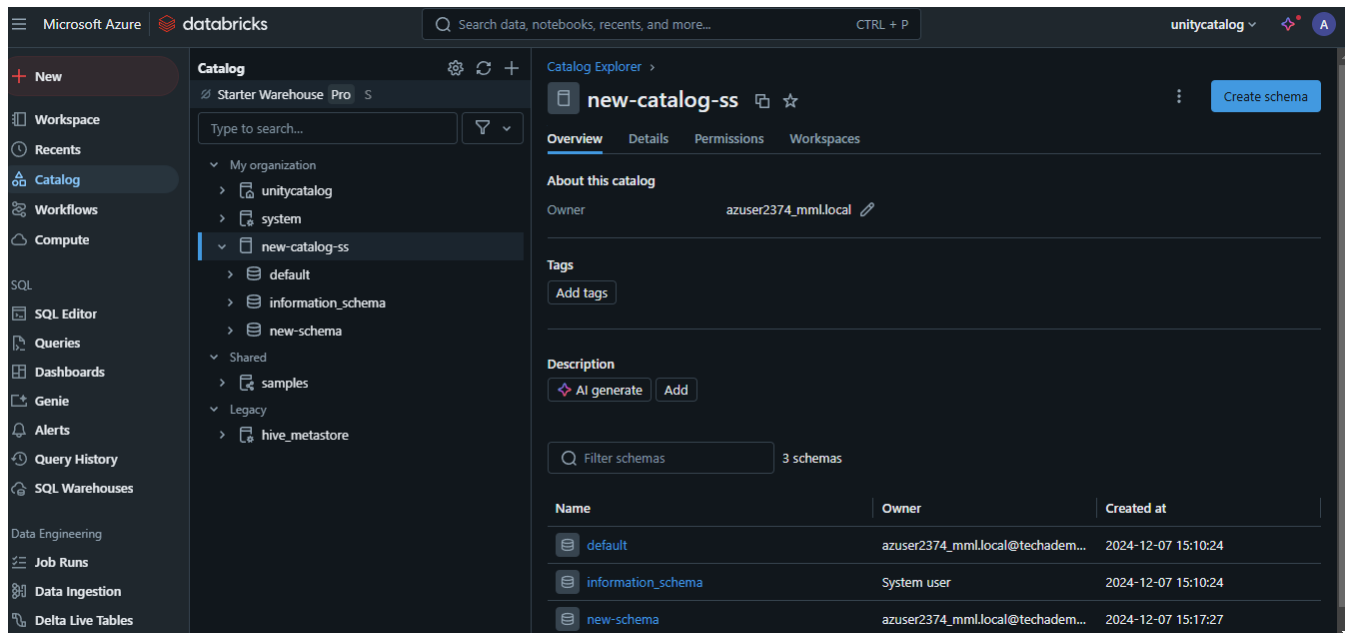 Microsoft Azure databricks
Search data, notebooks, recents, and more... CTRL + P
unitycatalog
A
New
Workspace
Recents
Catalog
Workflows
Compute
SQL
SQL Editor
Queries
Dashboards
Genie
Alerts
Query History
SQL Warehouses
Data Engineering
Job Runs
Data Ingestion
Delta Live Tables
Catalog
Starter Warehouse Pro S
Type to search...
My organization
unitycatalog
system
new-catalog-ss
default
information_schema
new-schema
Shared
samples
Legacy
hive_metastore
Catalog Explorer >
new-catalog-ss
Create schema
Overview Details Permissions Workspaces
About this catalog
Owner azuser2374_mml.local
Tags
Add tags
Description
AI generate Add
Filter schemas 3 schemas
Name Owner Created at
default azuser2374_mml.local@techadem... 2024-12-07 15:10:24
information_schema System user 2024-12-07 15:10:24
new-schema azuser2374_mml.local@techadem... 2024-12-07 15:17:27